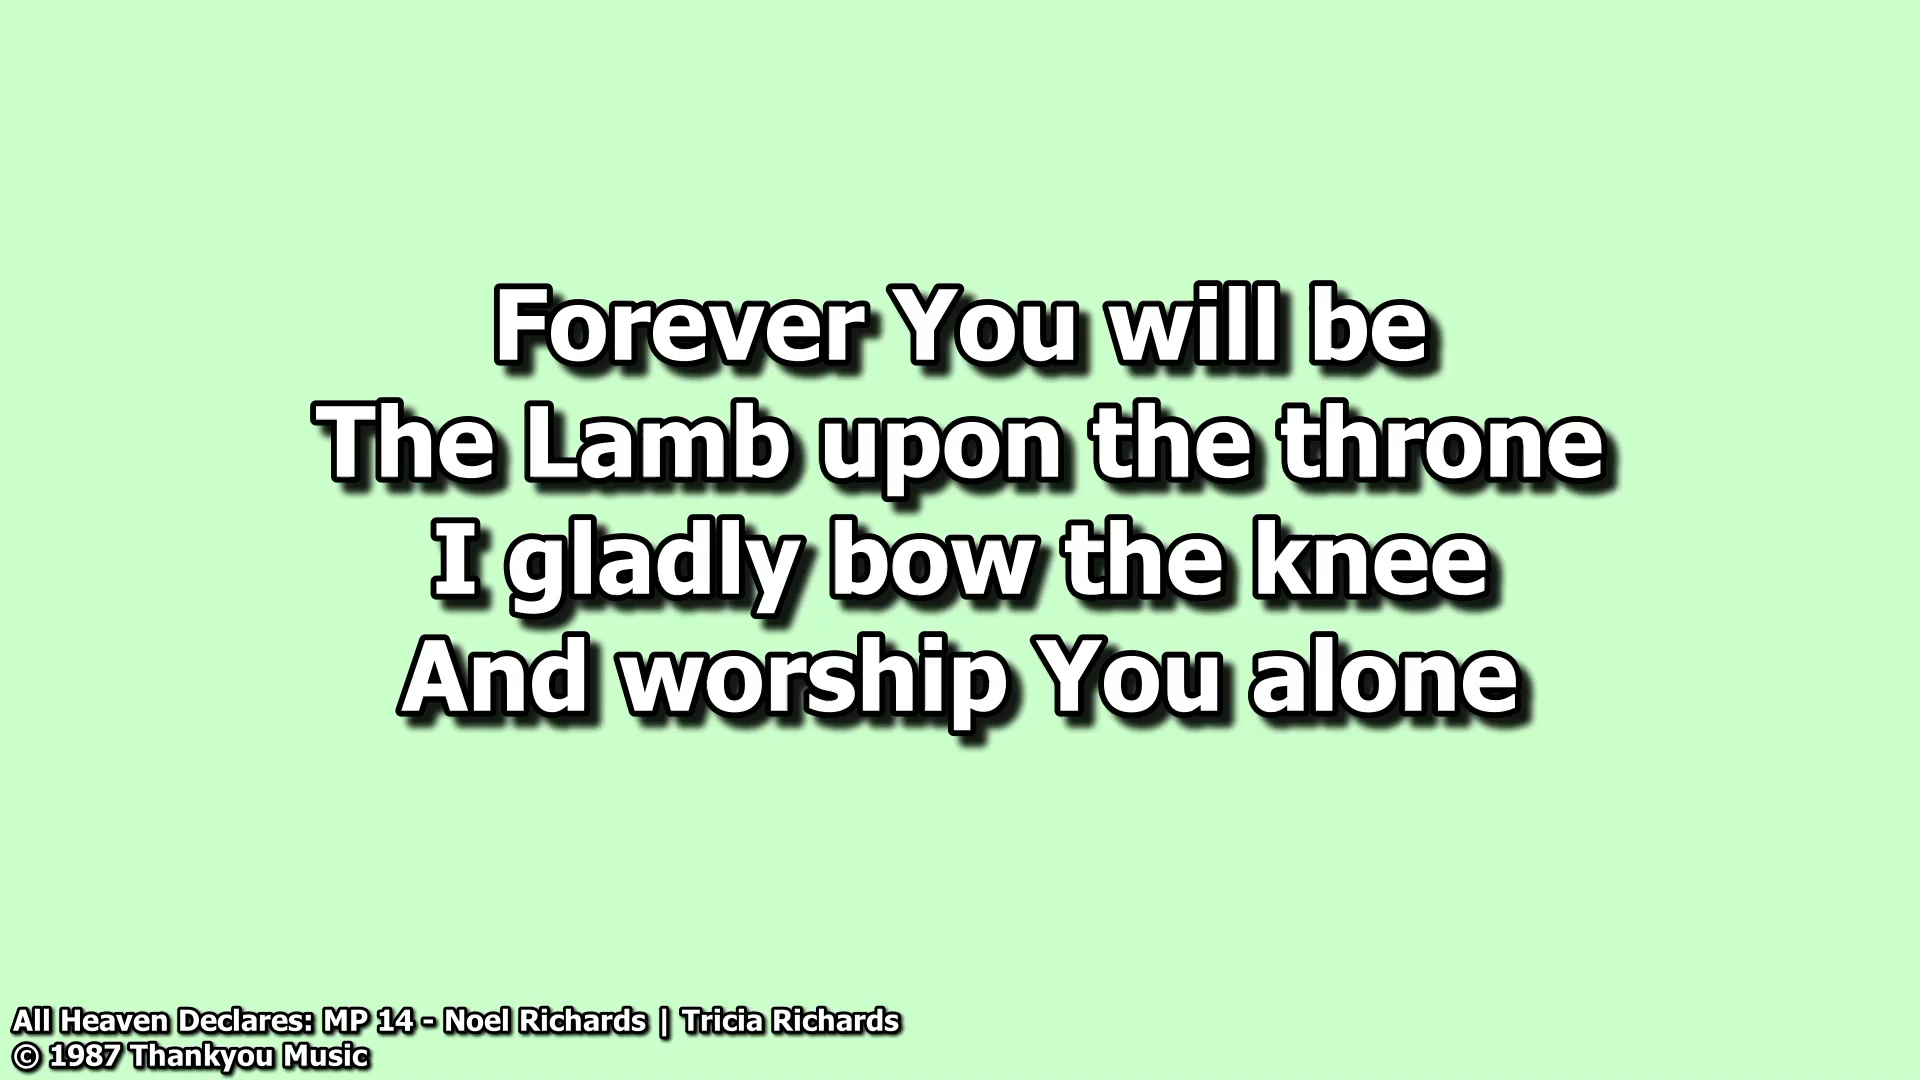 Forever You will be
The Lamb upon the throne
I gladly bow the knee
And worship You alone
All Heaven Declares: MP 14 - Noel Richards | Tricia Richards
© 1987 Thankyou Music